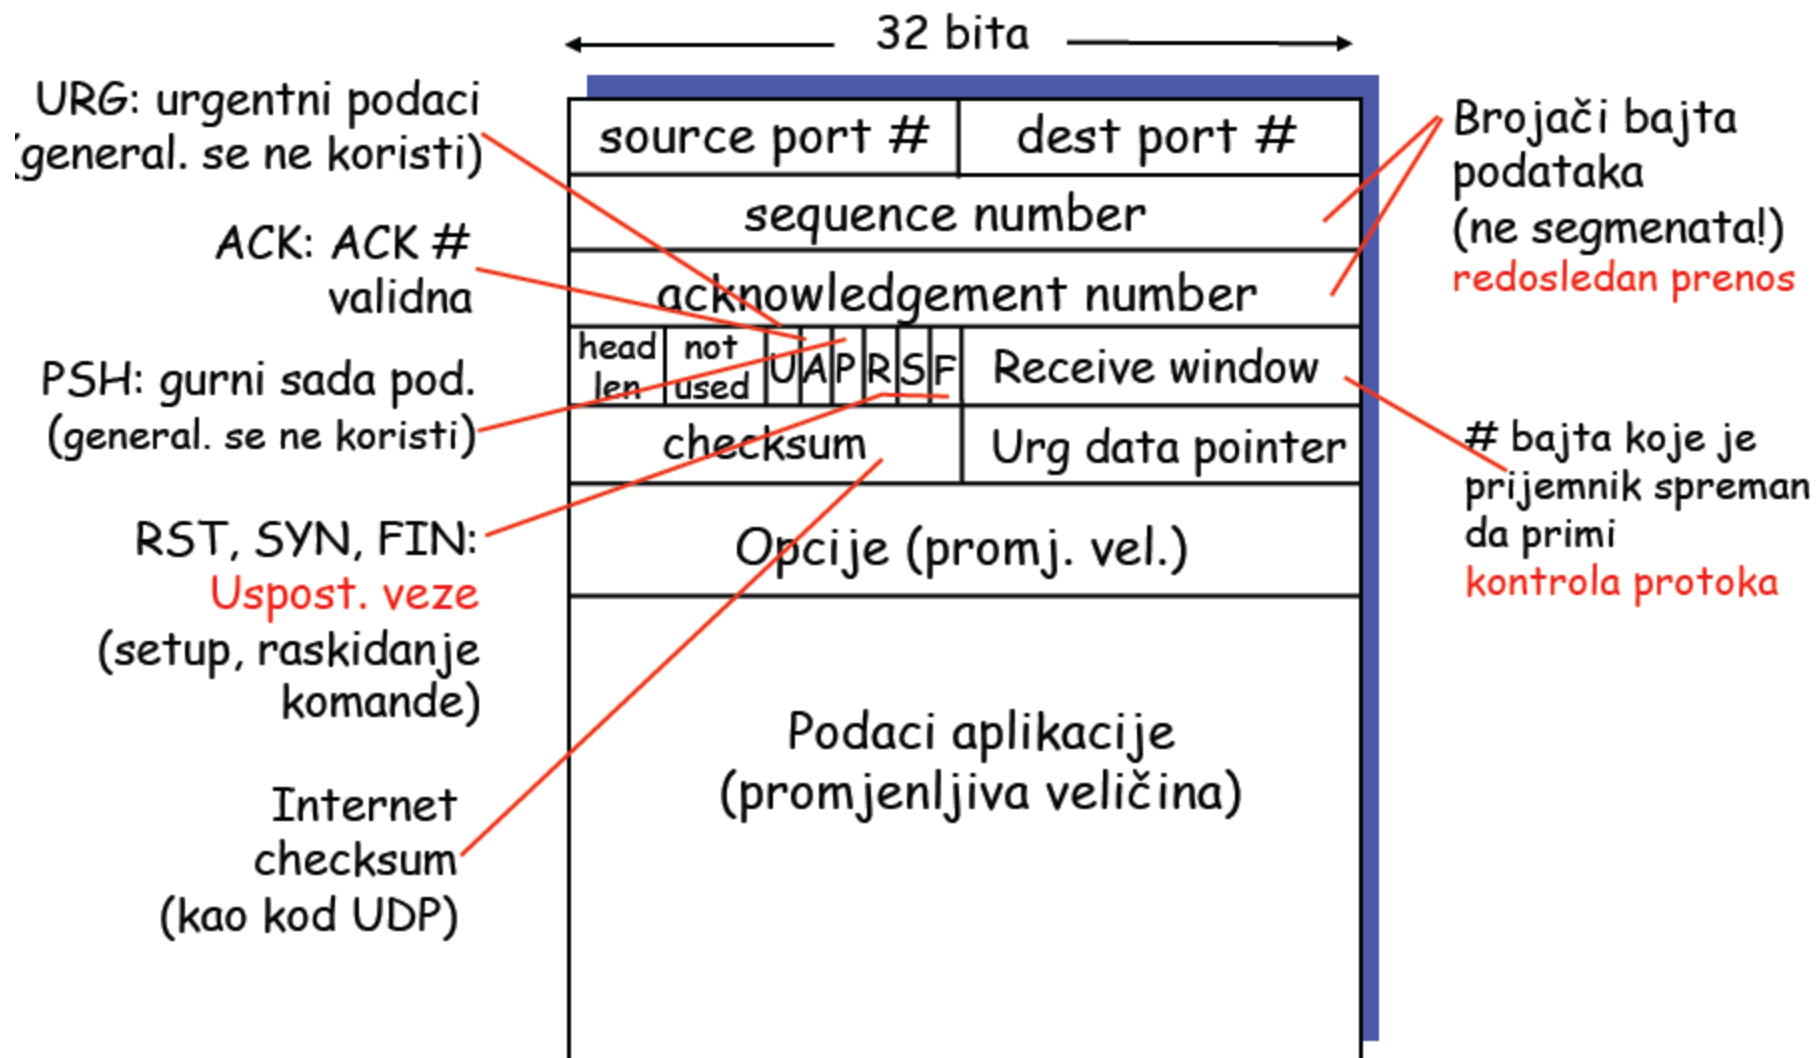 32 bita
URG: urgentni podaci
(general. se ne koristi)
ACK: ACK #
validna
PSH: gurni sada pod.
(general. se ne koristi)
RST, SYN, FIN:
Uspost. veze
(setup, raskidanje
komande)
Internet
checksum
(kao kod UDP)
source port #
dest port #
sequence number
acknowledgement number
head
len
not
used
U
A
P
R
S
F
Receive window
checksum
Urg data pointer
Opcije (promj. vel.)
Podaci aplikacije
(promjenljiva veličina)
Brojači bajta
podataka
(ne segmenata!)
redosledan prenos
# bajta koje je
prijemnik spreman
da primi
kontrola protoka